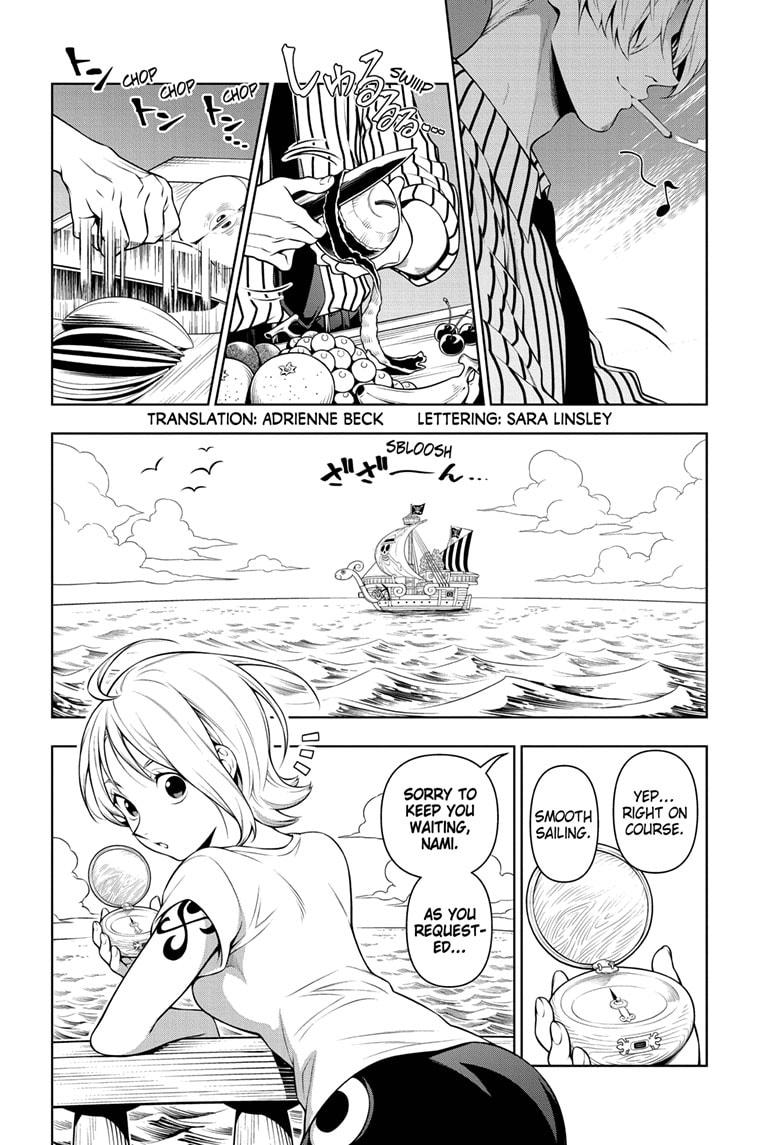 しゅるるる…
SWIIIP
トン
CHOP
CHOP
トン
CHOP
トン…
TRANSLATION: ADRIENNE BECK
LETTERING: SARA LINSLEY
SBLOOSH
ざざーん…
YEP...
RIGHT ON
COURSE.
SMOOTH
SAILING.
SORRY TO
KEEP YOU
WAITING,
NAMI.
AS YOU
REQUEST-
ED...